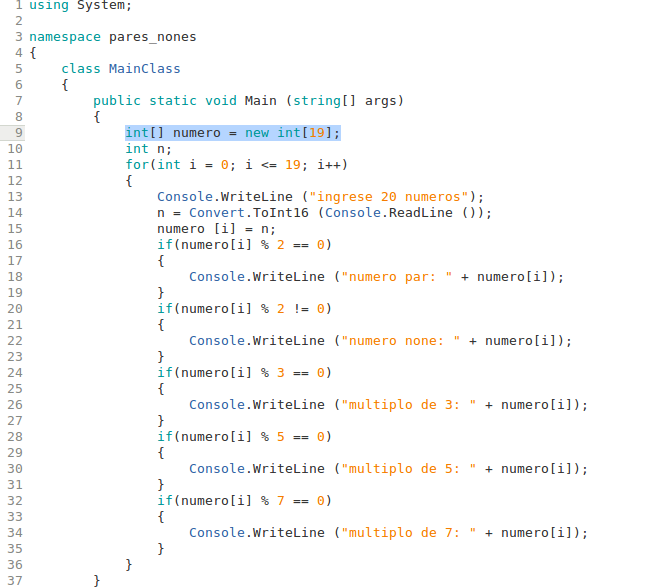 1 using System;
2
3 namespace pares_nones
4 {
5 class MainClass
6 {
7 public static void Main (string[] args)
8 {
9 int[] numero = new int[19];
10 int n;
11 for(int i = 0; i <= 19; i++)
12 {
13 Console.WriteLine ("ingrese 20 numeros");
14 n = Convert.ToInt16 (Console.ReadLine ());
15 numero [i] = n;
16 if(numero[i] % 2 == 0)
17 {
18 Console.WriteLine ("numero par: " + numero[i]);
19 }
20 if(numero[i] % 2 != 0)
21 {
22 Console.WriteLine ("numero none: " + numero[i]);
23 }
24 if(numero[i] % 3 == 0)
25 {
26 Console.WriteLine ("multiplo de 3: " + numero[i]);
27 }
28 if(numero[i] % 5 == 0)
29 {
30 Console.WriteLine ("multiplo de 5: " + numero[i]);
31 }
32 if(numero[i] % 7 == 0)
33 {
34 Console.WriteLine ("multiplo de 7: " + numero[i]);
35 }
36 }
37 }